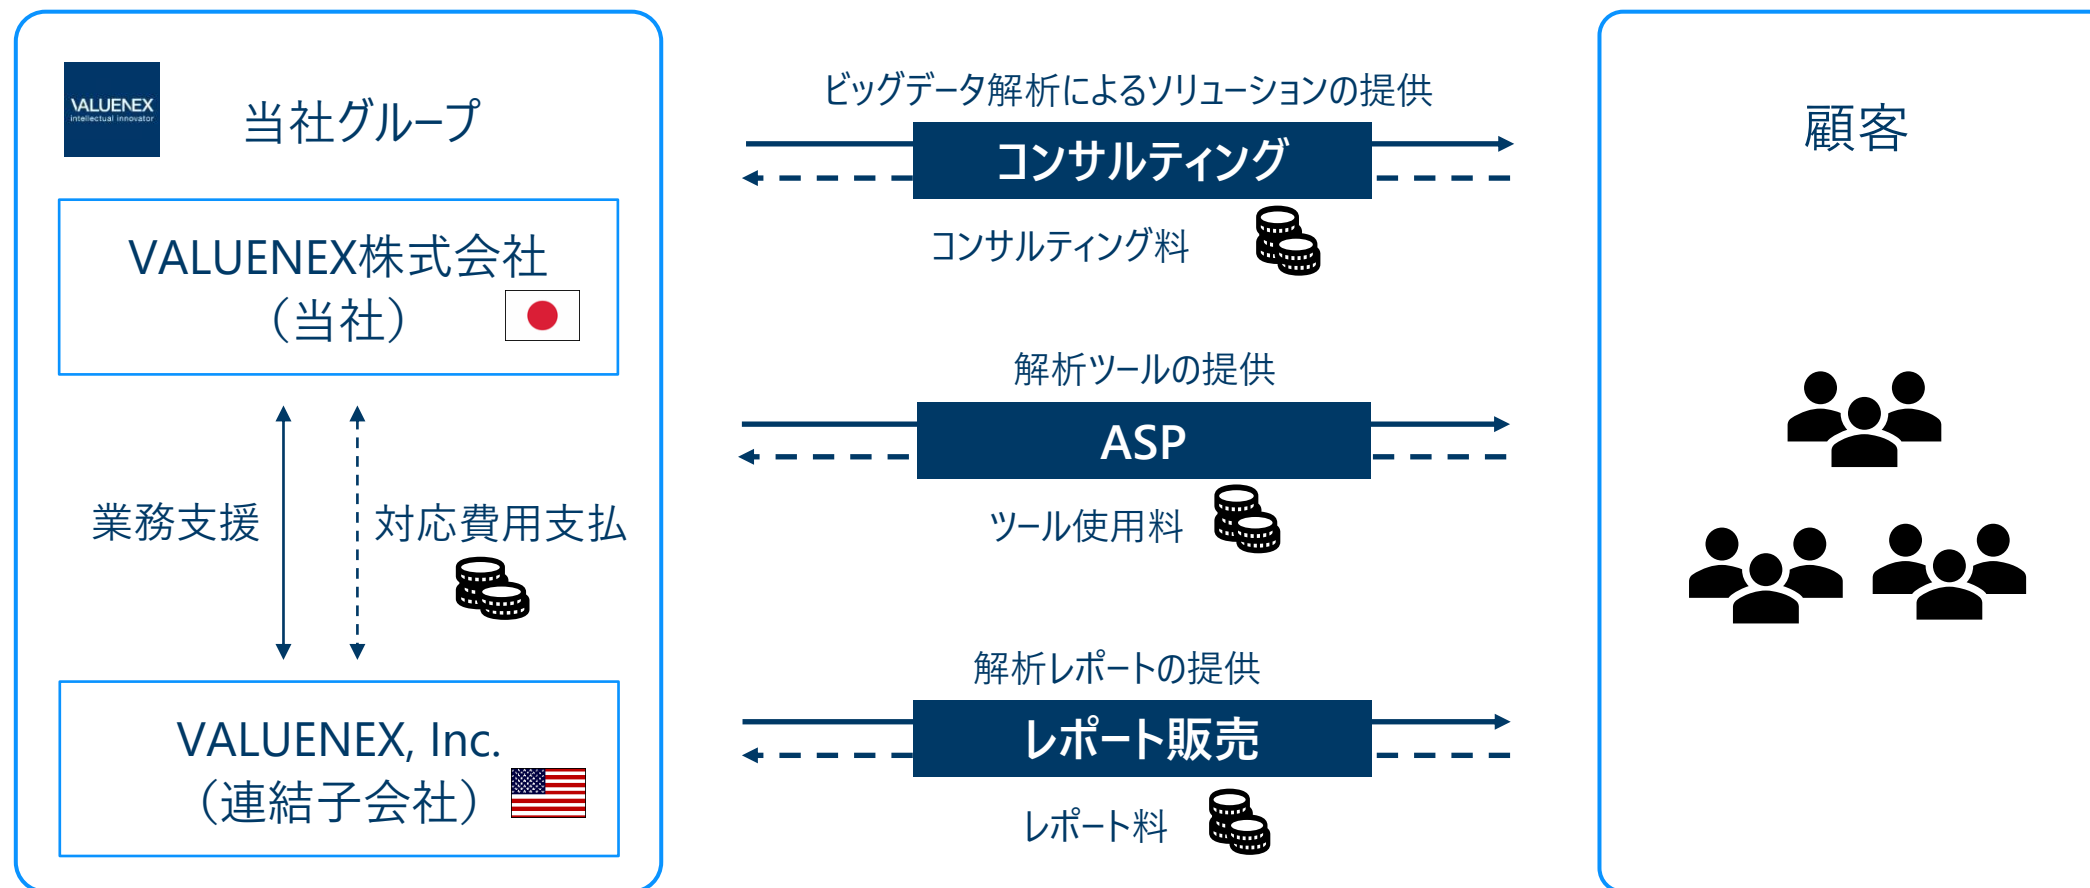 VALUENEX
intellectual innovator
当社グループ
VALUENEX株式会社
（当社）
業務支援
対応費用支払
VALUENEX, Inc.
（連結子会社）
ビッグデータ解析によるソリューションの提供
コンサルティング
コンサルティング料
解析ツールの提供
ASP
ツール使用料
解析レポートの提供
レポート販売
レポート料
顧客